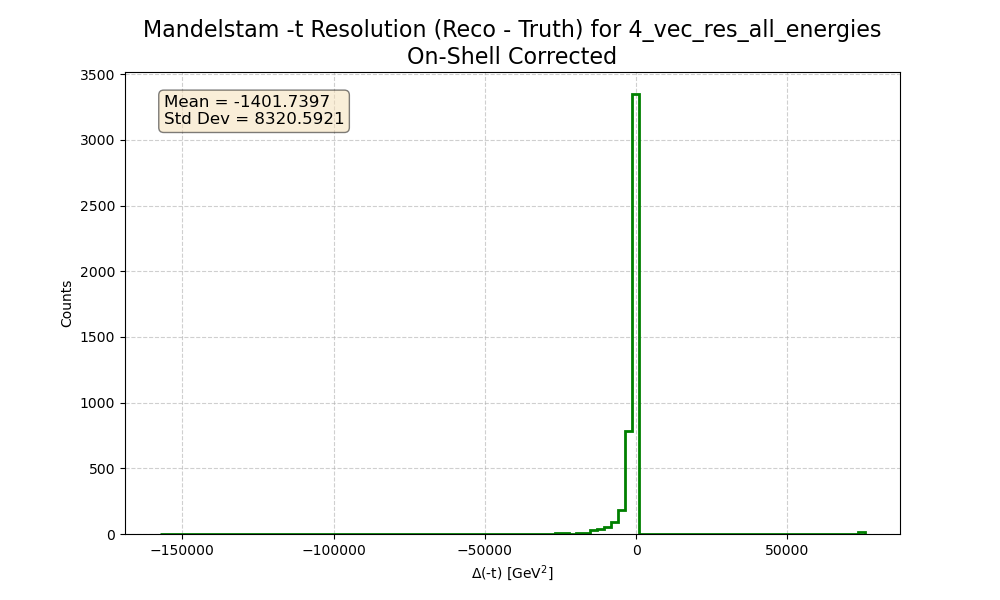 Mandelstam -t Resolution (Reco - Truth) for 4_vec_res_all_energies
On-Shell Corrected
Mean = -1401.7397
Std Dev = 8320.5921
3500
3000
2500
2000
1500
1000
500
0
Counts
−150000
−100000
−50000
0
50000
Δ(-t) [GeV²]